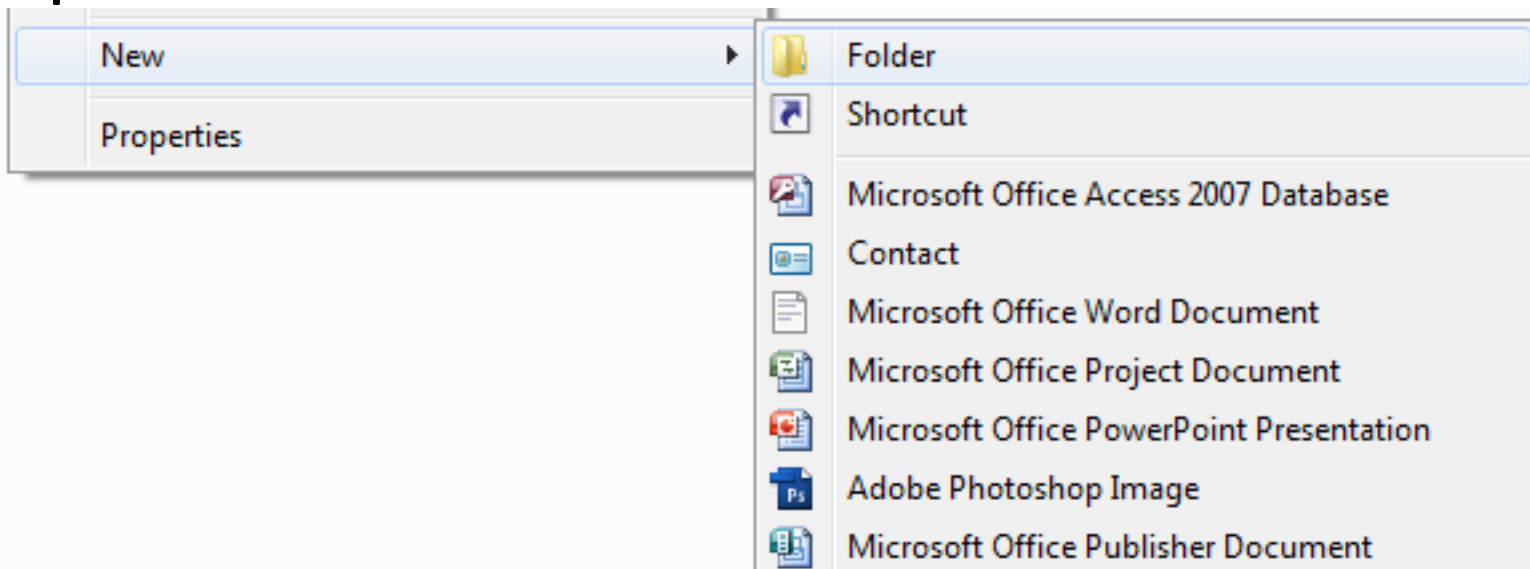 New
Properties
Folder
Shortcut
Microsoft Office Access 2007 Database
Contact
Microsoft Office Word Document
Microsoft Office Project Document
Microsoft Office PowerPoint Presentation
Ps
Adobe Photoshop Image
Microsoft Office Publisher Document